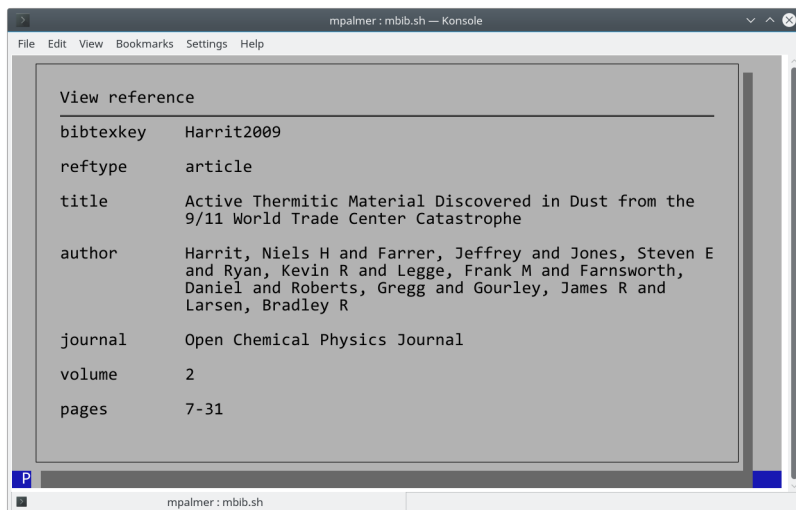 mpalmer : mbib.sh — Konsole
File Edit View Bookmarks Settings Help
View reference
bibtexkey Harrit2009
reftype article
title Active Thermitic Material Discovered in Dust from the
9/11 World Trade Center Catastrophe
author Harrit, Niels H and Farrer, Jeffrey and Jones, Steven E
and Ryan, Kevin R and Legge, Frank M and Farnsworth,
Daniel and Roberts, Gregg and Gourley, James R and
Larsen, Bradley R
journal Open Chemical Physics Journal
volume 2
pages 7-31
P
mpalmer : mbib.sh